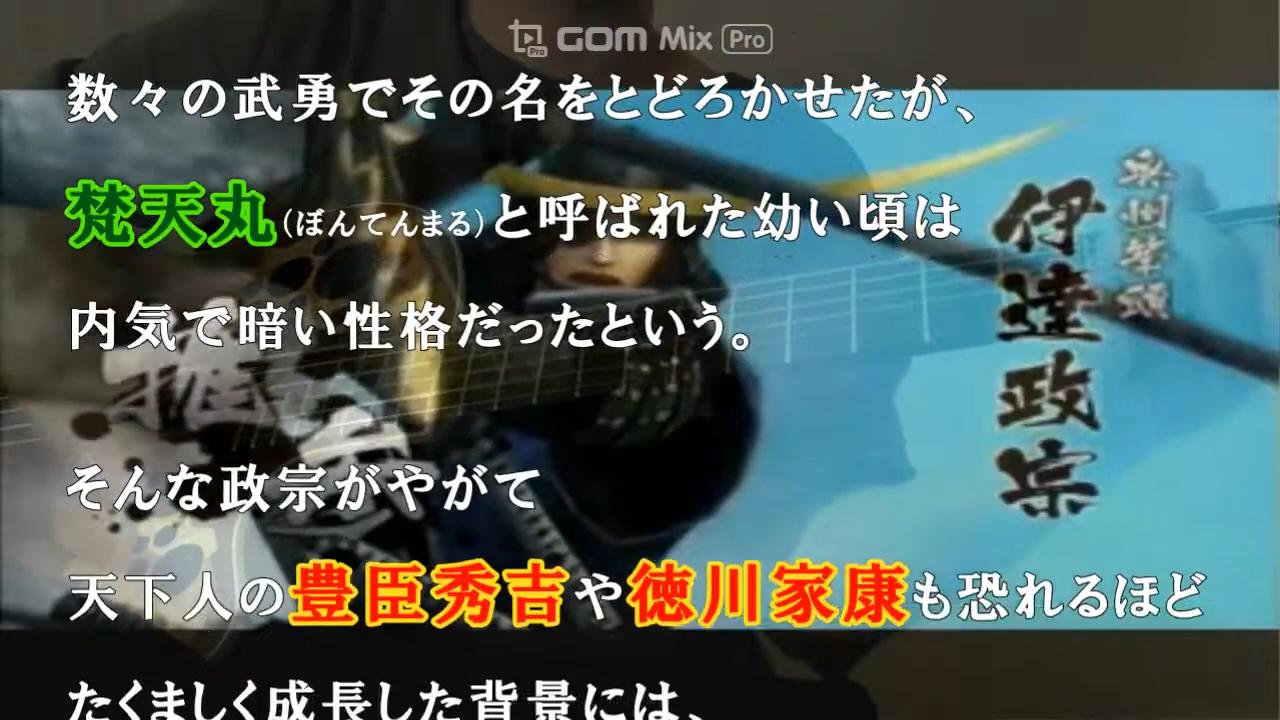 GOM Mix Pro
数々の武勇でその名をとどろかせたが、
梵天丸(ぼんてんまる)と呼ばれた幼い頃は
内気で暗い性格だったという。
そんな政宗がやがて
天下人の豊臣秀吉や徳川家康も恐れるほど
たくましく成長した背景には、
奥州筆頭
伊達政宗